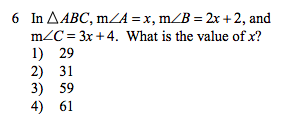 6 In △ABC, m∠A = x, m∠B = 2x + 2, and
m∠C = 3x + 4. What is the value of x?
1) 29
2) 31
3) 59
4) 61